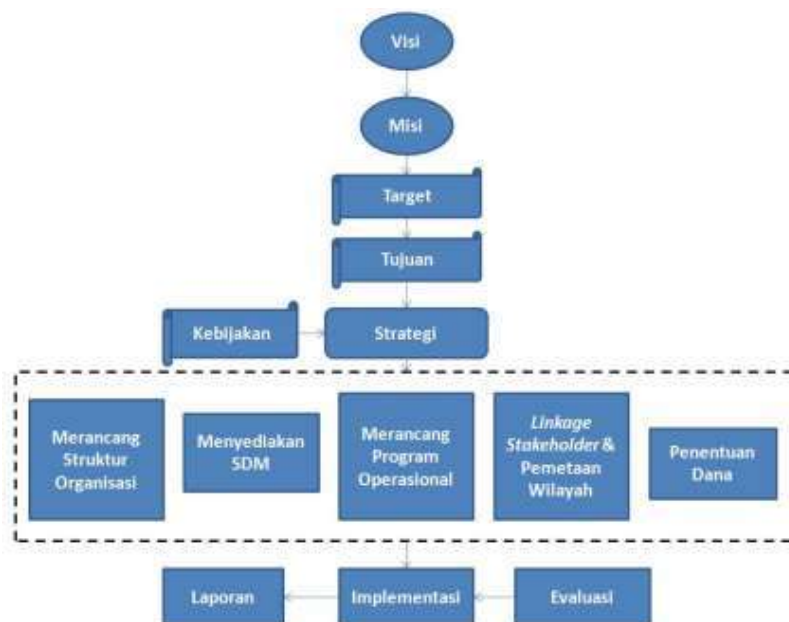 Visi
Misi
Target
Tujuan
Kebijakan
Strategi
Merancang
Struktur
Organisasi
Menyediakan
SDM
Merancang
Program
Operasional
Linkage
Stakeholder &
Pemetaan
Wilayah
Penentuan
Dana
Laporan
Implementasi
Evaluasi